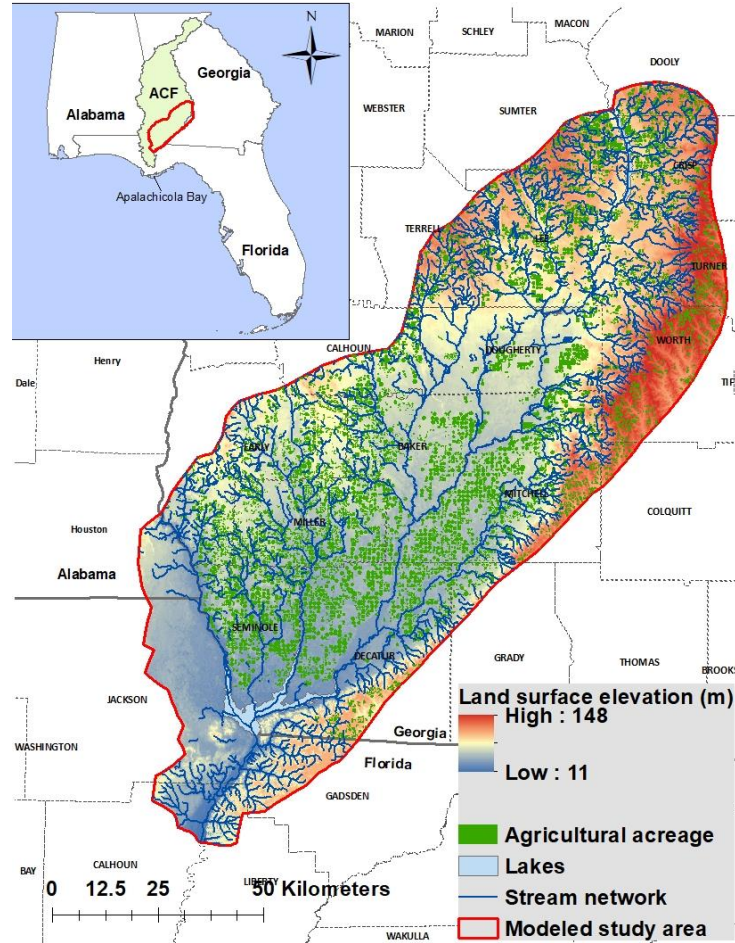 N
MARION
SCHLEY
MACON
DOOLY
WEBSTER
SUMTER
Georgia
ACF
Alabama
Apalachicola Bay
Florida
CRISP
TERRELL
LEE
TURNER
WORTH
CALHOUN
DOUGHERTY
Henry
Dale
TIF
EARLY
BAKER
MITCHELL
COLQUITT
MILLER
Houston
Alabama
SEMINOLE
DECATUR
GRADY
THOMAS
BROOKS
JACKSON
WASHINGTON
Georgia
Florida
GADSDEN
BAY
CALHOUN
LIBERTY
WAKULLA
Land surface elevation (m)
High : 148
Low : 11
Agricultural acreage
Lakes
Stream network
Modeled study area
0 12.5 25 50 Kilometers